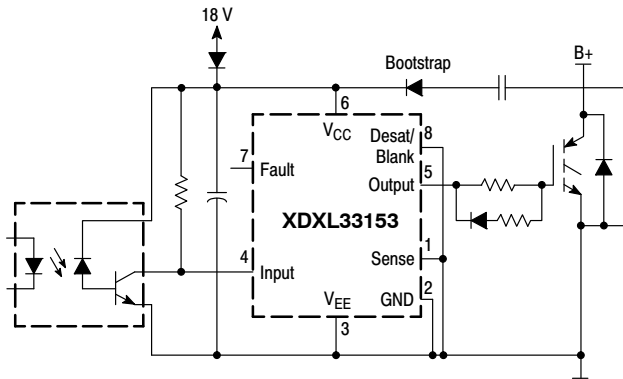 18 V
Bootstrap
B+
6
VCC
Desat/
Blank
8
7
Fault
5
Output
XDXL33153
4
Input
1
Sense
2
GND
VEE
3